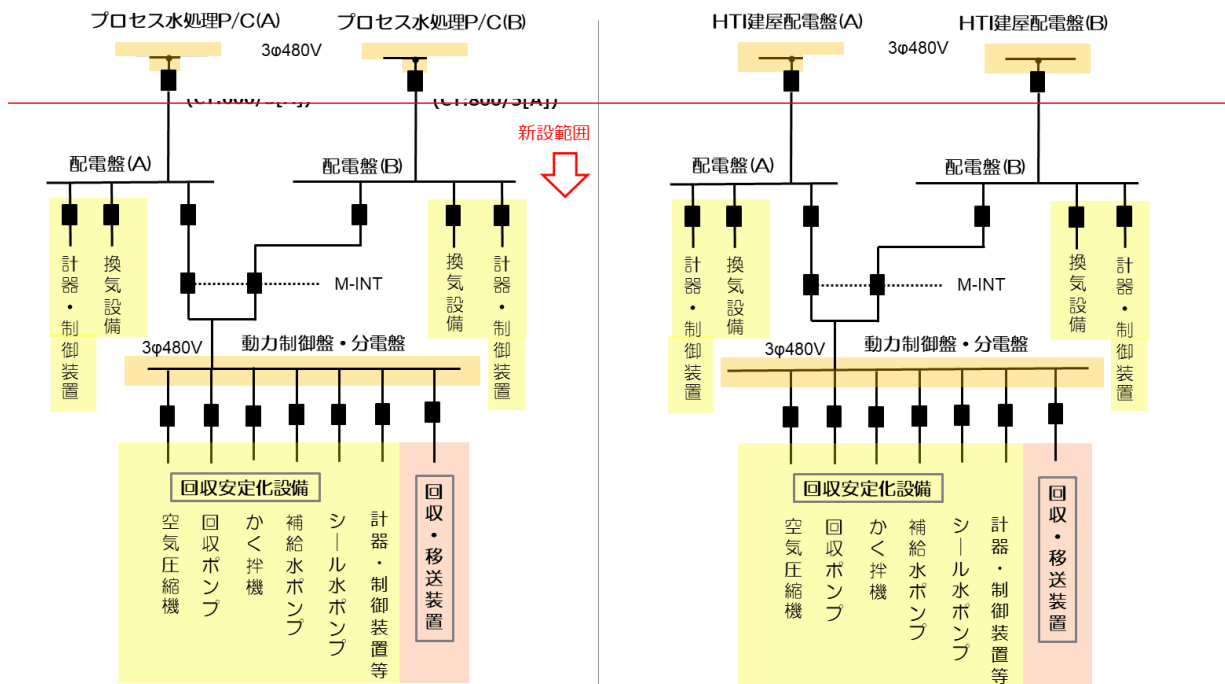 プロセス水処理P/C(A)
プロセス水処理P/C(B)
3φ480V
新設範囲
配電盤(A)
配電盤(B)
計器・制御装置
換気設備
換気設備
計器・制御装置
M-INT
3φ480V
動力制御盤・分電盤
回収安定化設備
空気圧縮機
回収ポンプ
かく拌機
補給水ポンプ
シール水ポンプ
計器・制御装置等
回収・移送装置
HTI建屋配電盤(A)
HTI建屋配電盤(B)
3φ480V
配電盤(A)
配電盤(B)
計器・制御装置
換気設備
換気設備
計器・制御装置
M-INT
3φ480V
動力制御盤・分電盤
回収安定化設備
空気圧縮機
回収ポンプ
かく拌機
補給水ポンプ
シール水ポンプ
計器・制御装置等
回収・移送装置